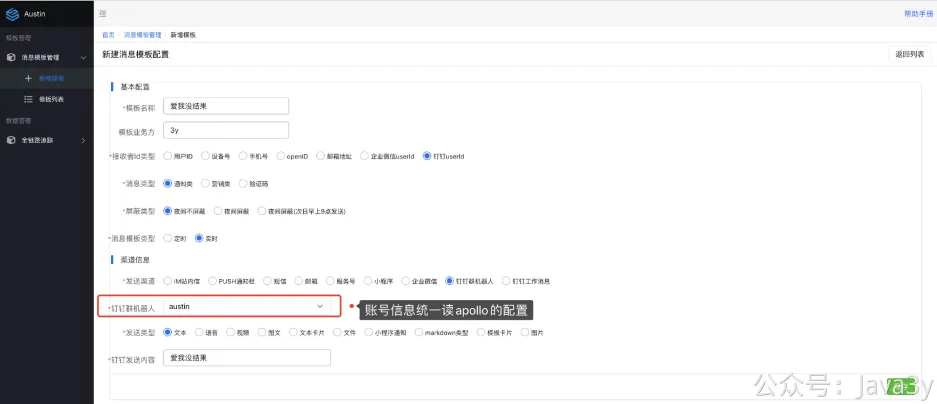 Austin
帮助手册
模板管理
首页 / 消息模板管理 / 新增模板
消息模板管理
新建消息模板配置
返回列表
新增模板
模板列表
数据管理
全链路追踪
基本配置
*模板名称 爱我没结果
模板业务方 3y
*接收者Id类型 用户ID 设备号 手机号 openID 邮箱地址 企业微信userId 钉钉userId
*消息类型 通知类 营销类 验证码
*屏蔽类型 夜间不屏蔽 夜间屏蔽 夜间屏蔽(次日早上9点发送)
*消息模板类型 定时 实时
渠道信息
*发送渠道 IM站内信 PUSH通知栏 短信 邮箱 服务号 小程序 企业微信 钉钉群机器人 钉钉工作消息
*钉钉群机器人 austin
账号信息统一读apollo的配置
*发送类型 文本 语音 视频 图文 文本卡片 文件 小程序通知 markdown类型 模板卡片 图片
*钉钉发送内容 爱我没结果
公众号：Java3y